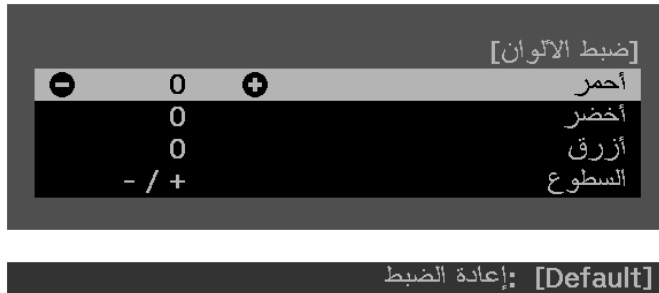 [ضبط الألوان]
أحمر 0
أخضر 0
أزرق 0
السطوع + / -
[Default] :إعادة الضبط